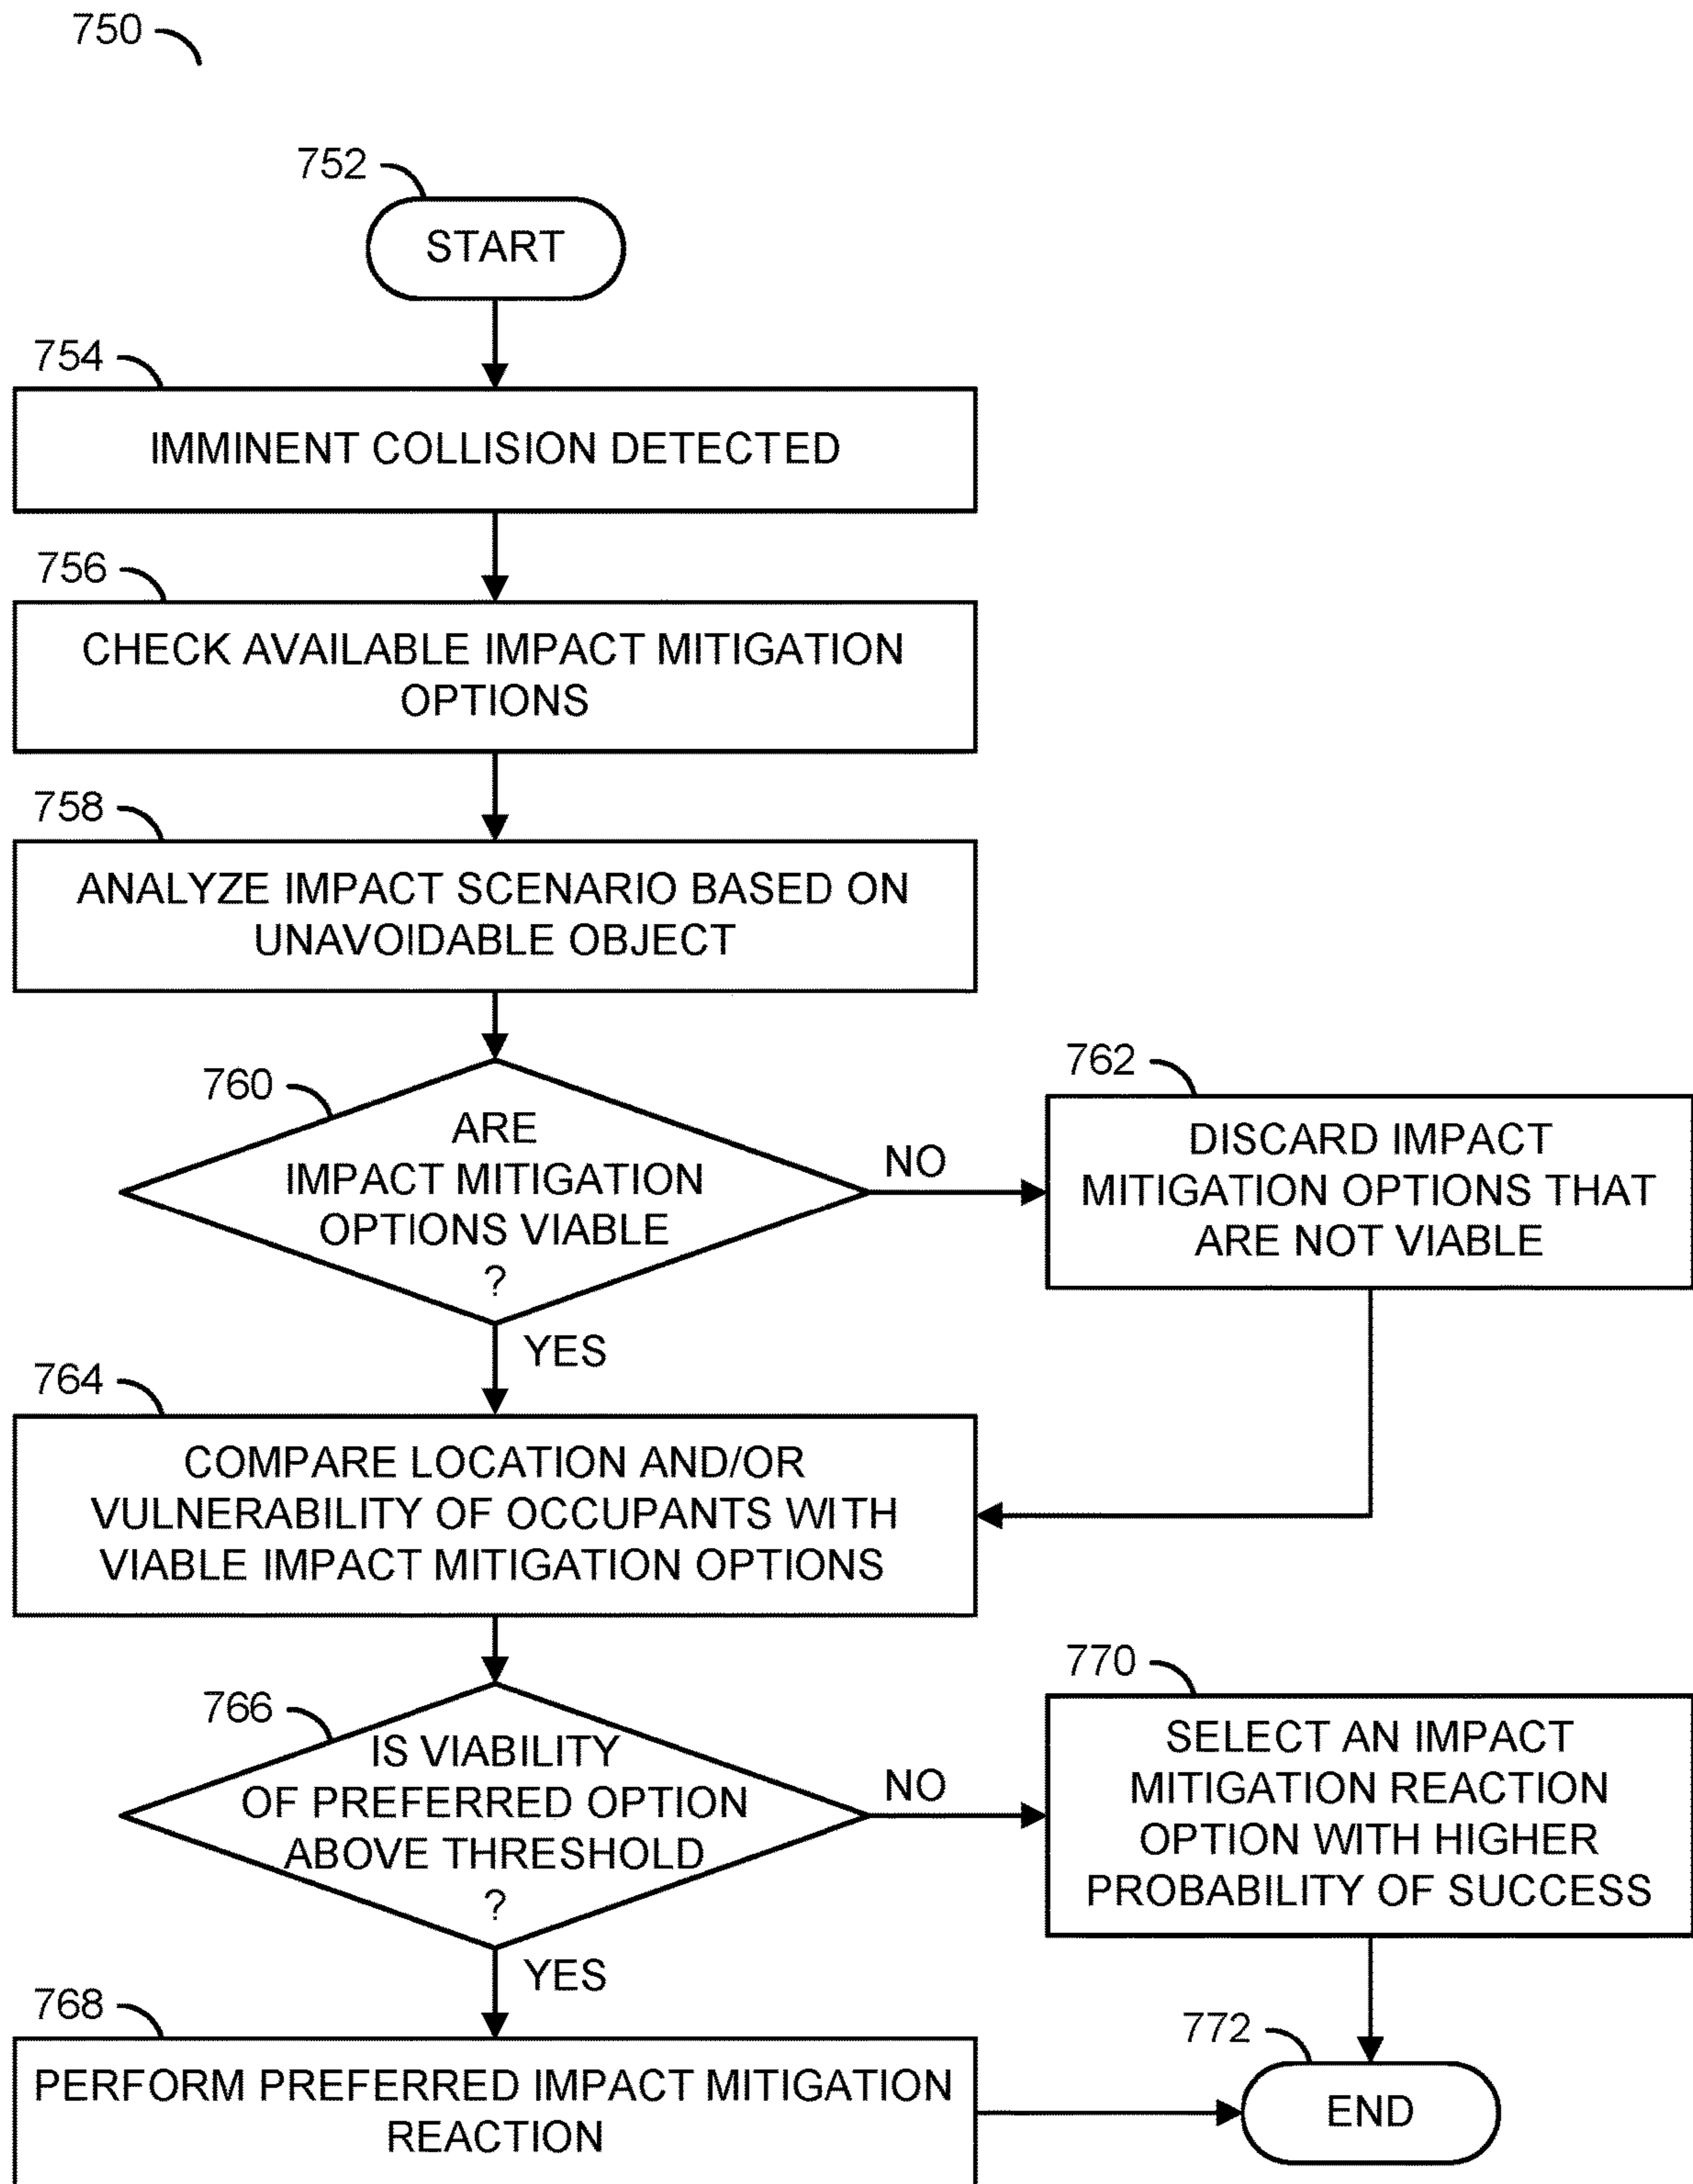 750
752
START
754
IMMINENT COLLISION DETECTED
756
CHECK AVAILABLE IMPACT MITIGATION
OPTIONS
758
ANALYZE IMPACT SCENARIO BASED ON
UNAVOIDABLE OBJECT
760
ARE
IMPACT MITIGATION
OPTIONS VIABLE
?
NO
762
DISCARD IMPACT
MITIGATION OPTIONS THAT
ARE NOT VIABLE
YES
764
COMPARE LOCATION AND/OR
VULNERABILITY OF OCCUPANTS WITH
VIABLE IMPACT MITIGATION OPTIONS
766
IS VIABILITY
OF PREFERRED OPTION
ABOVE THRESHOLD
?
NO
770
SELECT AN IMPACT
MITIGATION REACTION
OPTION WITH HIGHER
PROBABILITY OF SUCCESS
YES
768
PERFORM PREFERRED IMPACT MITIGATION
REACTION
772
END